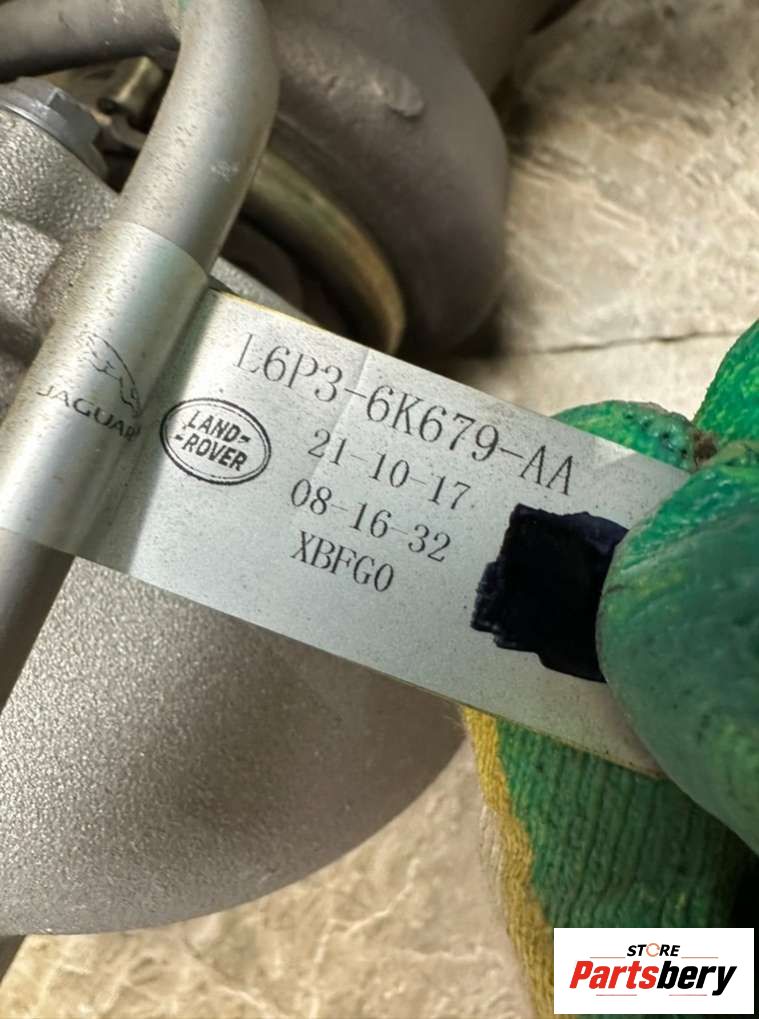 L6P3-6K679-AA
JAGUAR
LAND-
-ROVER
21-10-17
08-16-32
XBFG0
STORE
Partsbery